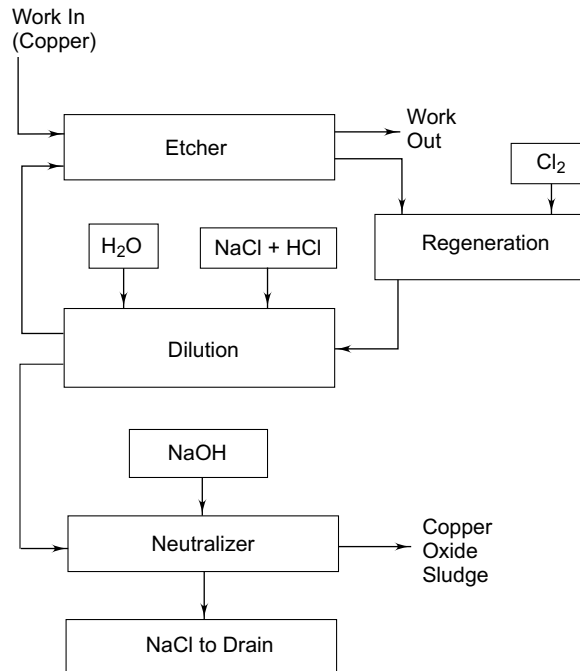 Work In
(Copper)
Etcher
Work
Out
Cl₂
H₂O
NaCl + HCl
Regeneration
Dilution
NaOH
Neutralizer
Copper
Oxide
Sludge
NaCl to Drain